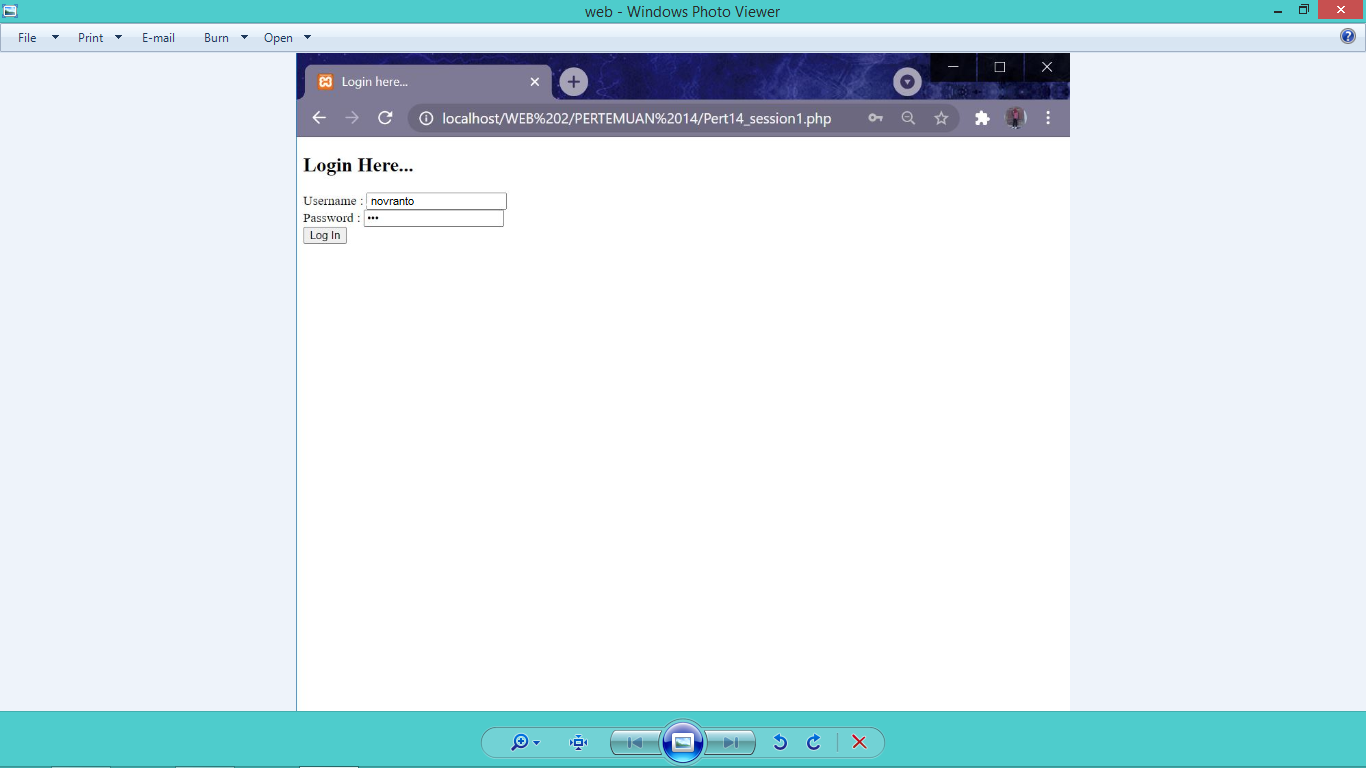 web - Windows Photo Viewer
File Print E-mail Burn Open
Login here...
localhost/WEB%202/PERTEMUAN%2014/Pert14_session1.php
Login Here...
Username : novranto
Password : •••
Log In